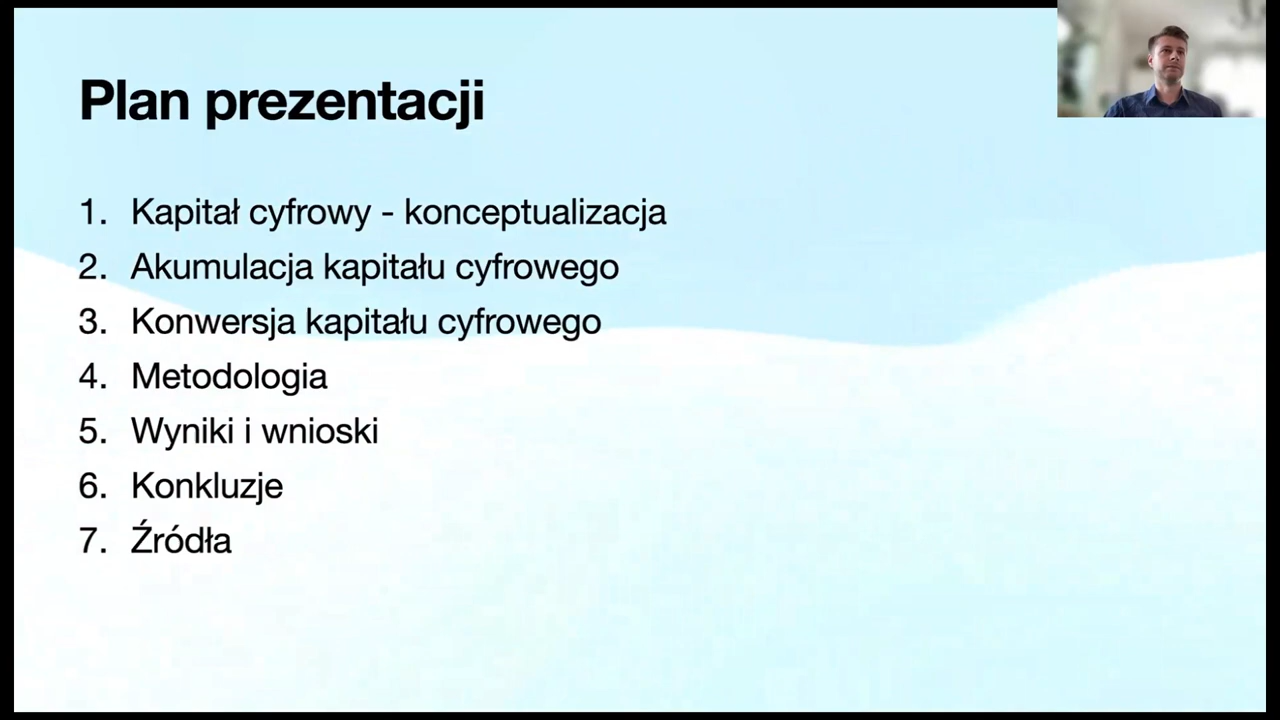 Plan prezentacji
1. Kapitał cyfrowy - konceptualizacja
2. Akumulacja kapitału cyfrowego
3. Konwersja kapitału cyfrowego
4. Metodologia
5. Wyniki i wnioski
6. Konkluzje
7. Źródła